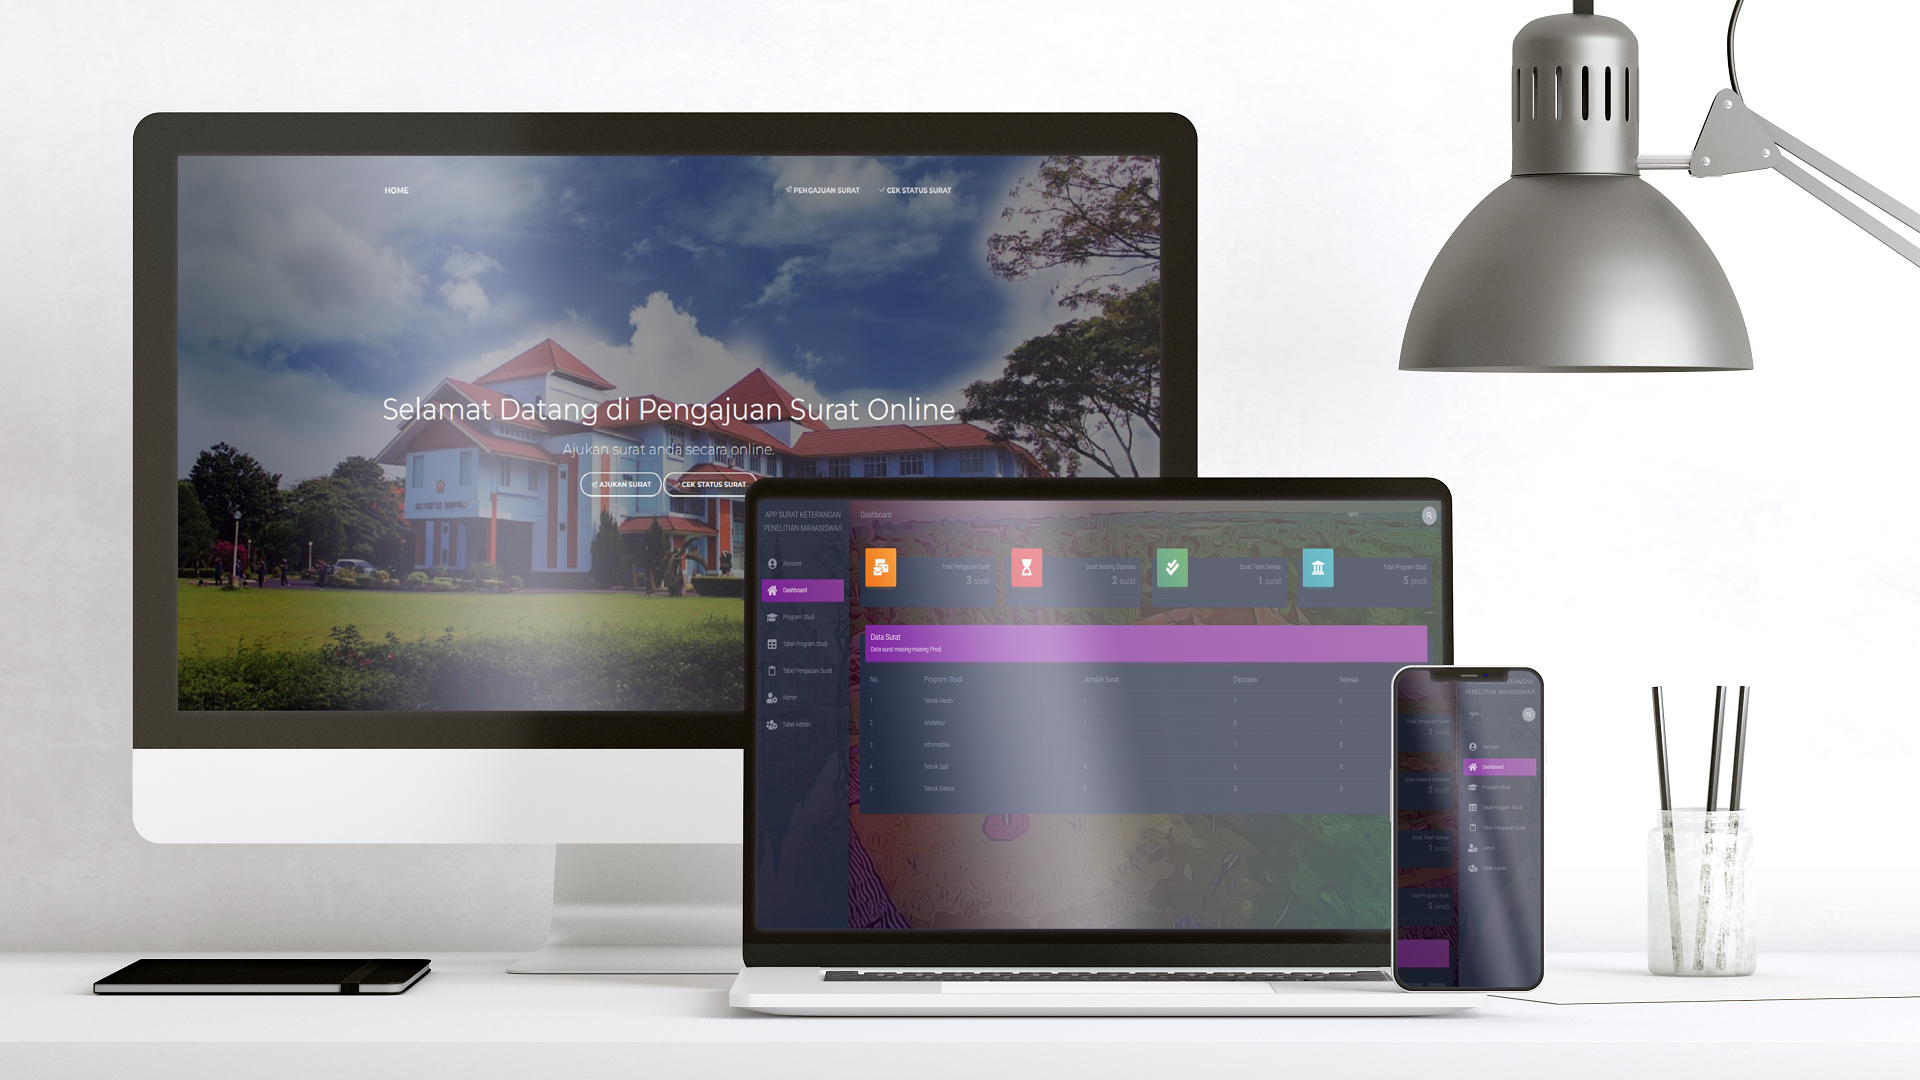 HOME
PENGAJUAN SURAT
CEK STATUS SURAT
Selamat Datang di Pengajuan Surat Online
Ajukan surat anda secara online.
AJUKAN SURAT
CEK STATUS SURAT
APP SURAT KETERANGAN
PENELITIAN MAHASISWA/I
Account
Dashboard
Program Studi
Tabel Program Studi
Tabel Pengajuan Surat
Admin
Tabel Admin
Dashboard
npm..
Total Pengajuan Surat
3 surat
Surat Sedang Diproses
2 surat
Surat Telah Selesai
1 surat
Total Program Studi
5 prodi
Data Surat
Data surat masing-masing Prodi
No. Program Studi Jumlah Surat Diproses Selesai
1 Teknik Mesin 1 1 0
2 Arsitektur 1 0 1
3 Informatika 1 1 0
4 Teknik Sipil 0 0 0
5 Teknik Elektro 0 0 0
KETERANGAN
PENELITIAN MAHASISWA/I
npm..
Account
Dashboard
Program Studi
Tabel Program Studi
Tabel Pengajuan Surat
Admin
Tabel Admin
Total Pengajuan Surat
3 surat
Surat Sedang Diproses
2 surat
Surat Telah Selesai
1 surat
Total Program Studi
5 prodi
Diproses Selesai